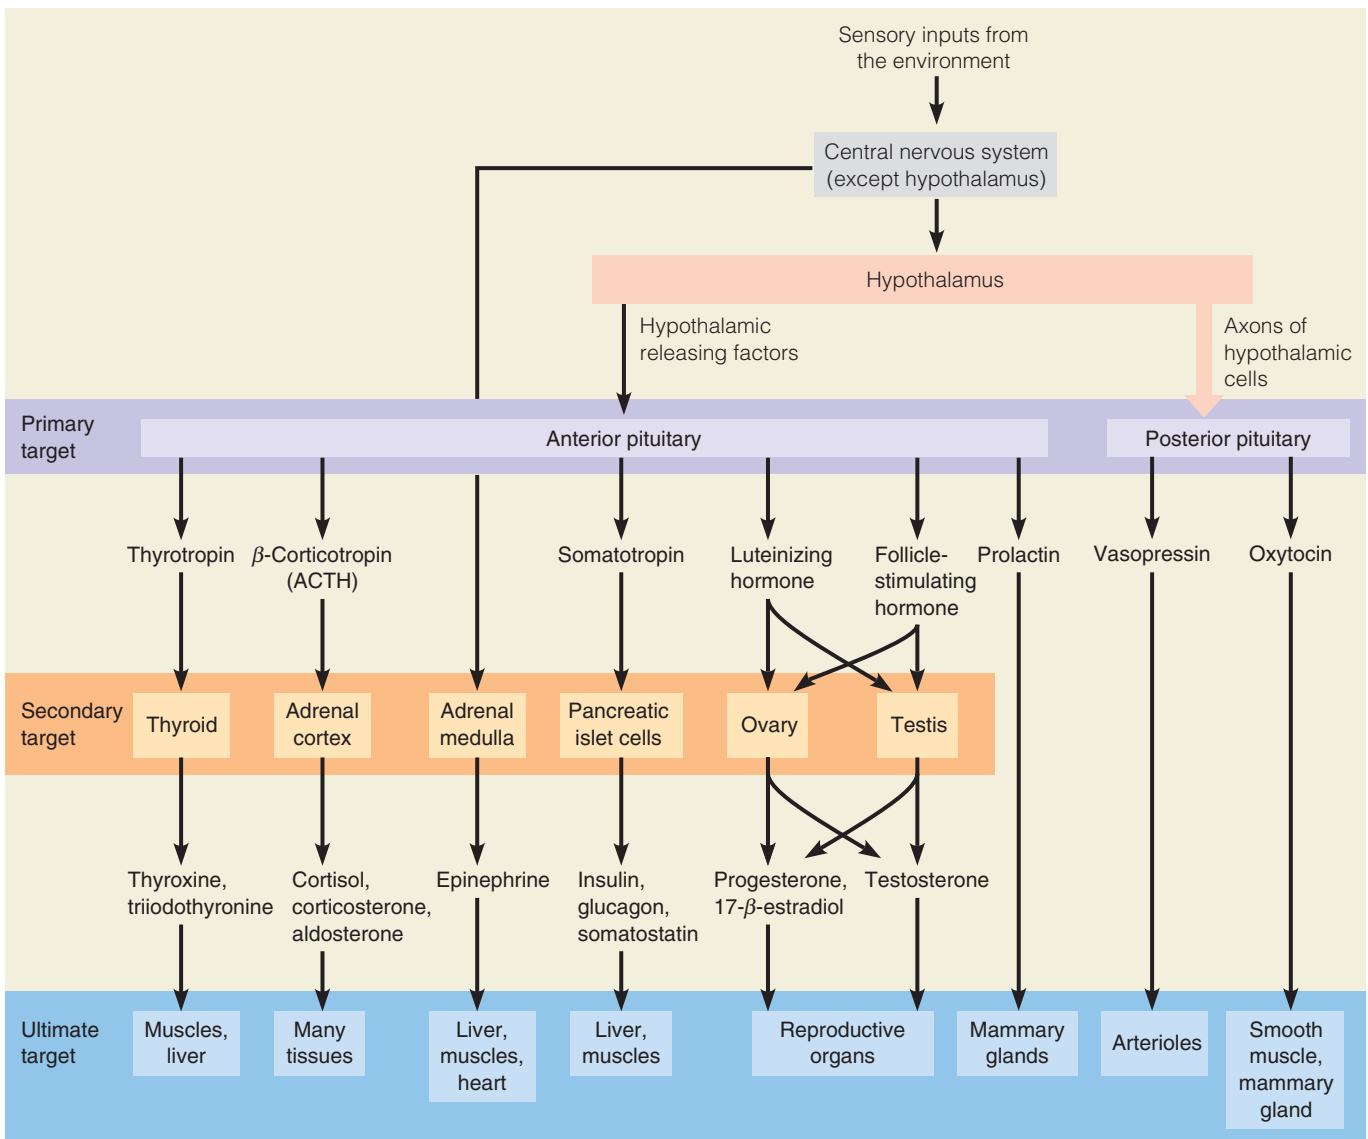 Sensory inputs from
the environment
Central nervous system
(except hypothalamus)
Hypothalamus
Hypothalamic
releasing factors
Axons of
hypothalamic
cells
Primary
target
Anterior pituitary
Posterior pituitary
Thyrotropin
β-Corticotropin
(ACTH)
Somatotropin
Luteinizing
hormone
Follicle-
stimulating
hormone
Prolactin
Vasopressin
Oxytocin
Secondary
target
Thyroid
Adrenal
cortex
Adrenal
medulla
Pancreatic
islet cells
Ovary
Testis
Thyroxine,
triiodothyronine
Cortisol,
corticosterone,
aldosterone
Epinephrine
Insulin,
glucagon,
somatostatin
Progesterone,
17-β-estradiol
Testosterone
Ultimate
target
Muscles,
liver
Many
tissues
Liver,
muscles,
heart
Liver,
muscles
Reproductive
organs
Mammary
glands
Arterioles
Smooth
muscle,
mammary
gland